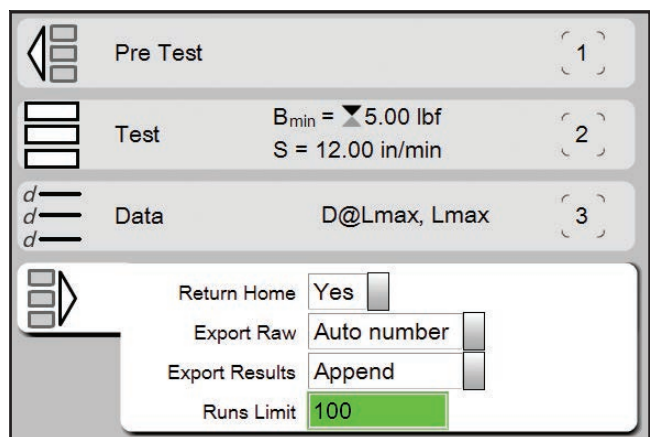 Pre Test 1
Bmin = 5.00 lbf
Test 2
S = 12.00 in/min
d
d Data D@Lmax, Lmax 3
d
Return Home Yes
Export Raw Auto number
Export Results Append
Runs Limit 100